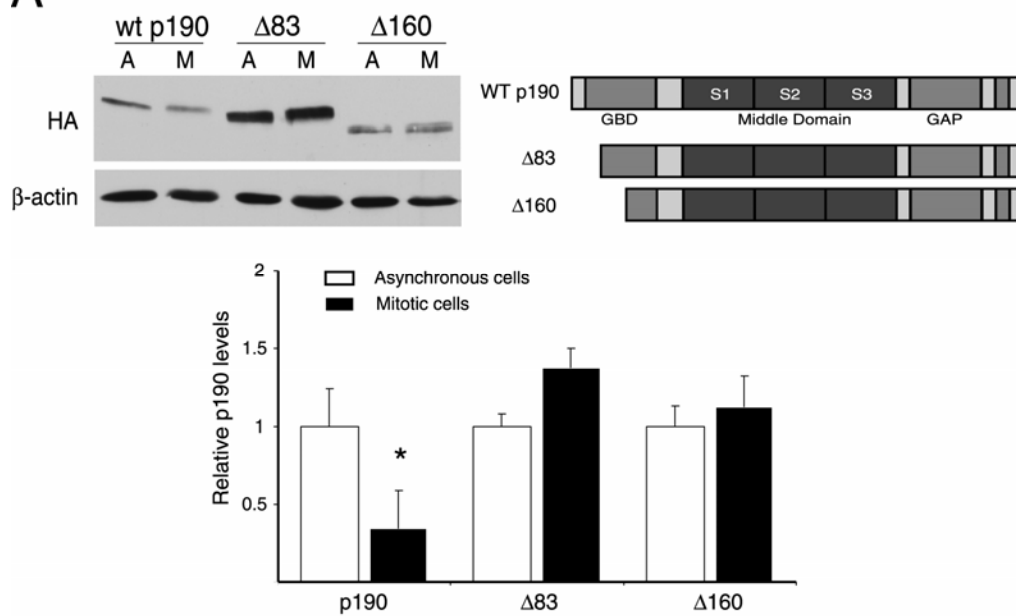 A
wt p190 Δ83 Δ160
A M A M A M
HA
β-actin
WT p190
S1 S2 S3
GBD Middle Domain GAP
Δ83
Δ160
Asynchronous cells
Mitotic cells
Relative p190 levels
2
1.5
1
0.5
*
p190 Δ83 Δ160